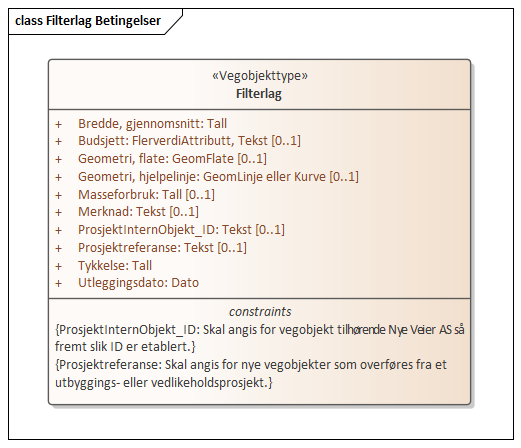 class Filterlag Betingelser
«Vegobjekttype»
Filterlag
+ Bredde, gjennomsnitt: Tall
+ Budsjett: FlerverdiAttributt, Tekst [0..1]
+ Geometri, flate: GeomFlate [0..1]
+ Geometri, hjelpelinje: GeomLinje eller Kurve [0..1]
+ Masseforbruk: Tall [0..1]
+ Merknad: Tekst [0..1]
+ ProsjektInternObjekt_ID: Tekst [0..1]
+ Prosjektreferanse: Tekst [0..1]
+ Tykkelse: Tall
+ Utleggingsdato: Dato
constraints
{ProsjektInternObjekt_ID: Skal angis for vegobjekt tilhørende Nye Veier AS så
fremt slik ID er etablert.}
{Prosjektreferanse: Skal angis for nye vegobjekter som overføres fra et
utbyggings- eller vedlikeholdsprosjekt.}